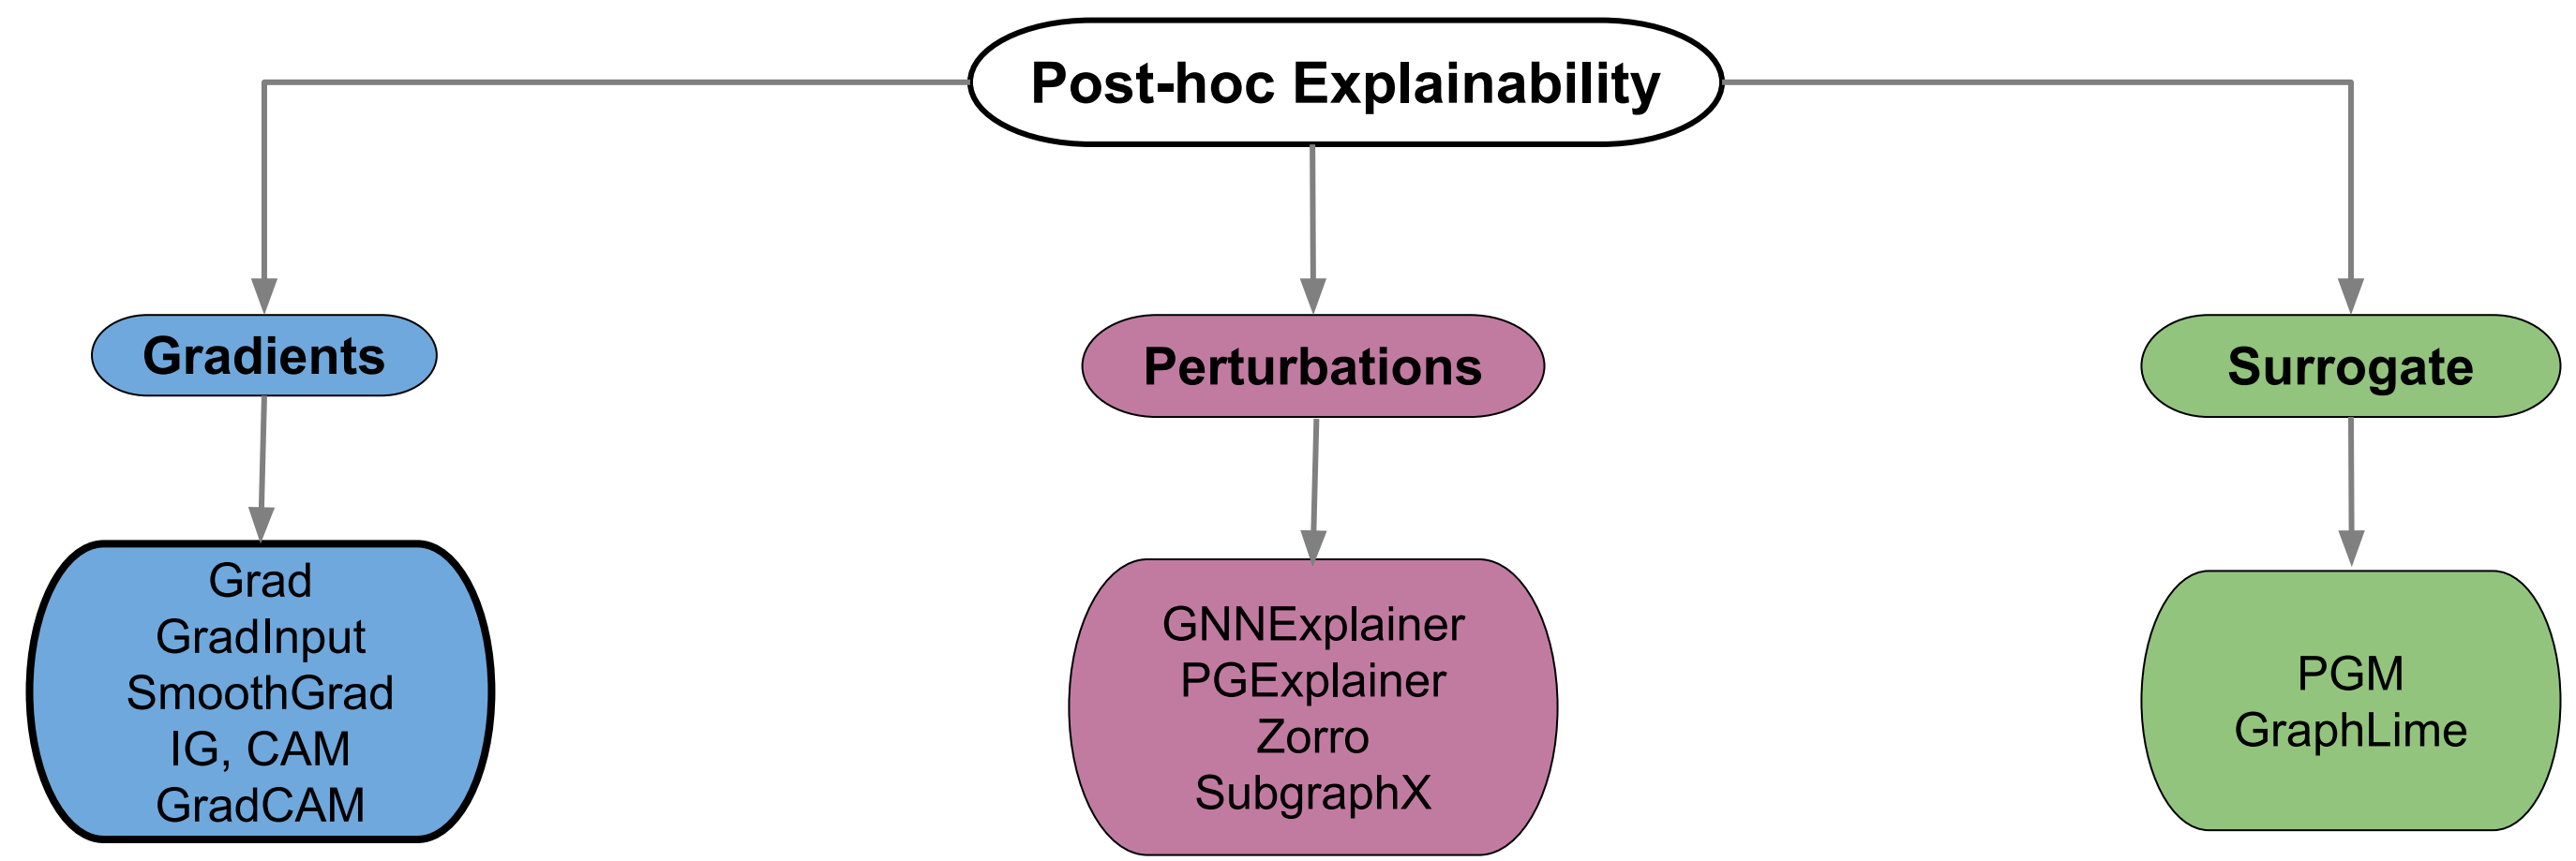 Post-hoc Explainability
Gradients
Perturbations
Surrogate
Grad
GradInput
SmoothGrad
IG, CAM
GradCAM
GNNExplainer
PGExplainer
Zorro
SubgraphX
PGM
GraphLime